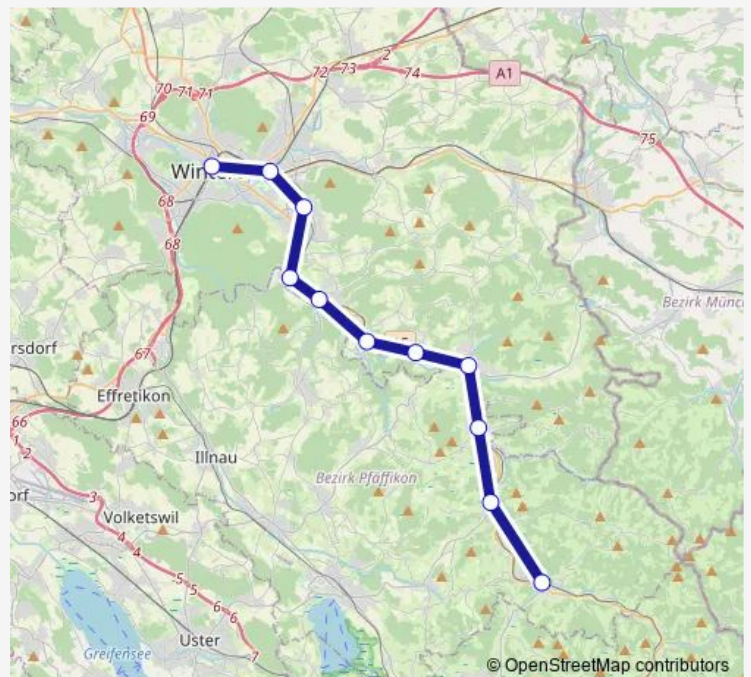 2
72 73
74
A1
70 71 71
69
75
Wint
68
68
Bezirk Münc
rsdorf
67
Effretikon
66
1
2
Illnau
Bezirk Pfäffikon
orf
3
Volketswil
4
4
5
5
6
6
Uster
7
Greifensee
© OpenStreetMap contributors